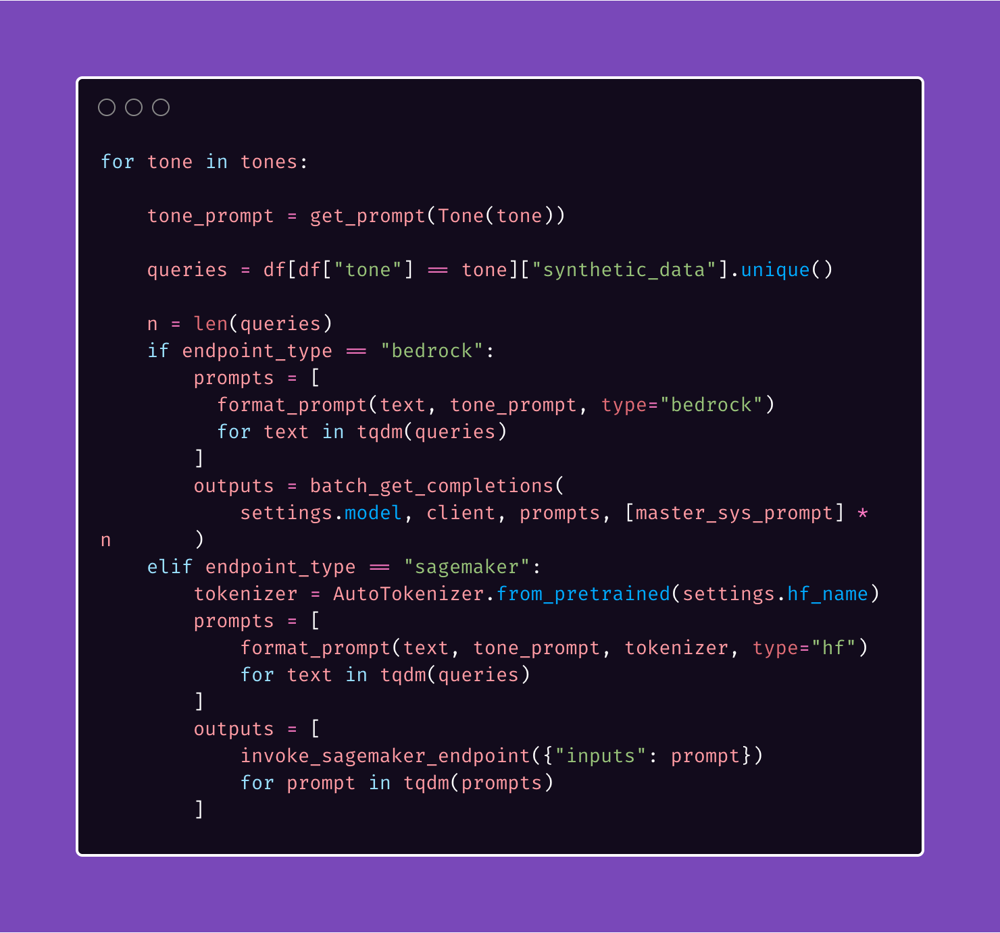 for tone in tones:

    tone_prompt = get_prompt(Tone(tone))

    queries = df[df["tone"] == tone]["synthetic_data"].unique()

    n = len(queries)
    if endpoint_type == "bedrock":
        prompts = [
          format_prompt(text, tone_prompt, type="bedrock")
          for text in tqdm(queries)
        ]
        outputs = batch_get_completions(
            settings.model, client, prompts, [master_sys_prompt] *
n       )
    elif endpoint_type == "sagemaker":
        tokenizer = AutoTokenizer.from_pretrained(settings.hf_name)
        prompts = [
            format_prompt(text, tone_prompt, tokenizer, type="hf")
            for text in tqdm(queries)
        ]
        outputs = [
            invoke_sagemaker_endpoint({"inputs": prompt})
            for prompt in tqdm(prompts)
        ]